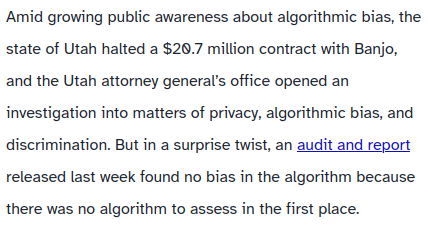 Amid growing public awareness about algorithmic bias, the
state of Utah halted a $20.7 million contract with Banjo,
and the Utah attorney general’s office opened an
investigation into matters of privacy, algorithmic bias, and
discrimination. But in a surprise twist, an audit and report
released last week found no bias in the algorithm because
there was no algorithm to assess in the first place.